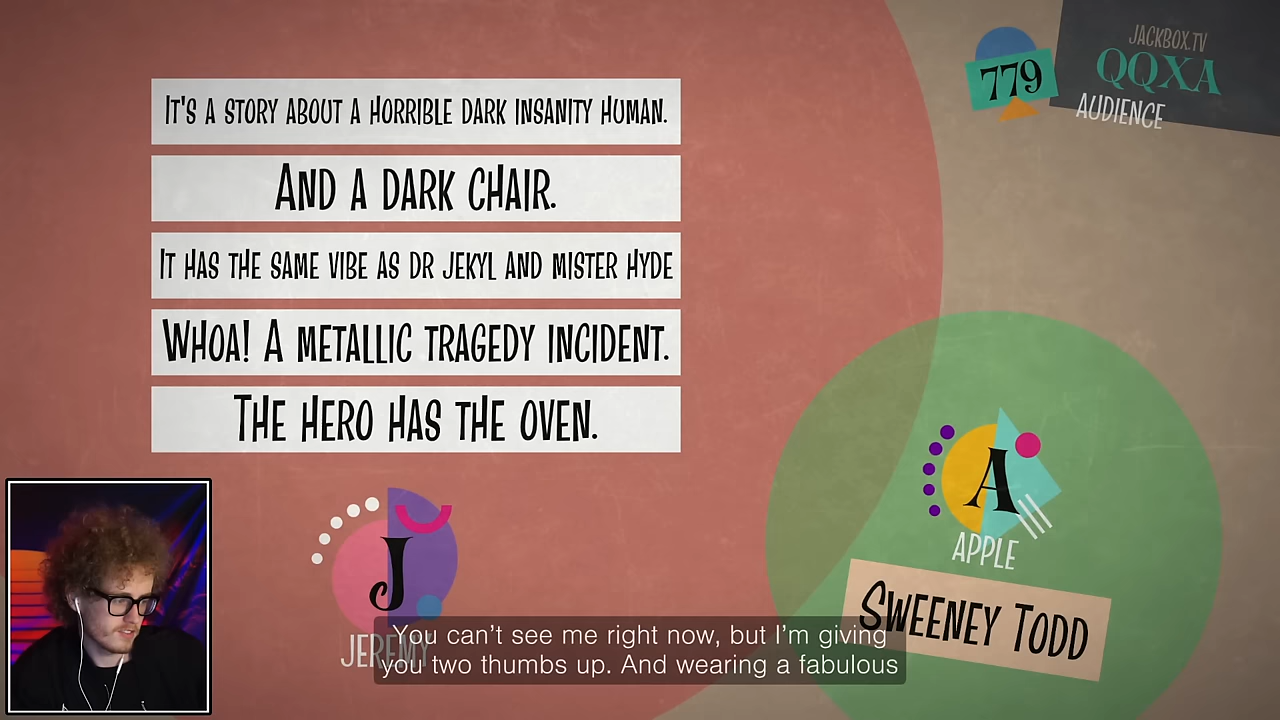 IT'S A STORY ABOUT A HORRIBLE DARK INSANITY HUMAN.
AND A DARK CHAIR.
IT HAS THE SAME VIBE AS DR JEKYL AND MISTER HYDE
WHOA! A METALLIC TRAGEDY INCIDENT.
THE HERO HAS THE OVEN.
JACKBOX.TV
QQXA
779
AUDIENCE
A
APPLE
SWEENEY TODD
J
JEREMY
You can't see me right now, but I'm giving
you two thumbs up. And wearing a fabulous